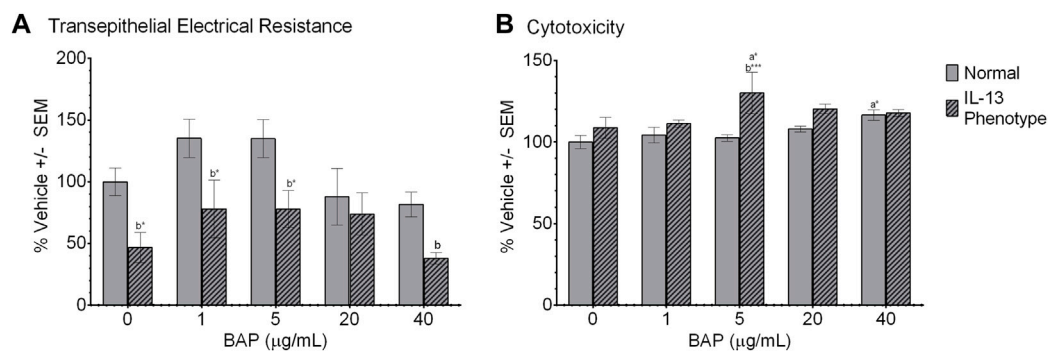 A Transepithelial Electrical Resistance
% Vehicle +/- SEM
200
150
100
50
0
b*
b*
b*
b
0 1 5 20 40
BAP (μg/mL)
B Cytotoxicity
% Vehicle +/- SEM
150
100
50
0
a*
b***
a*
0 1 5 20 40
BAP (μg/mL)
Normal
IL-13
Phenotype